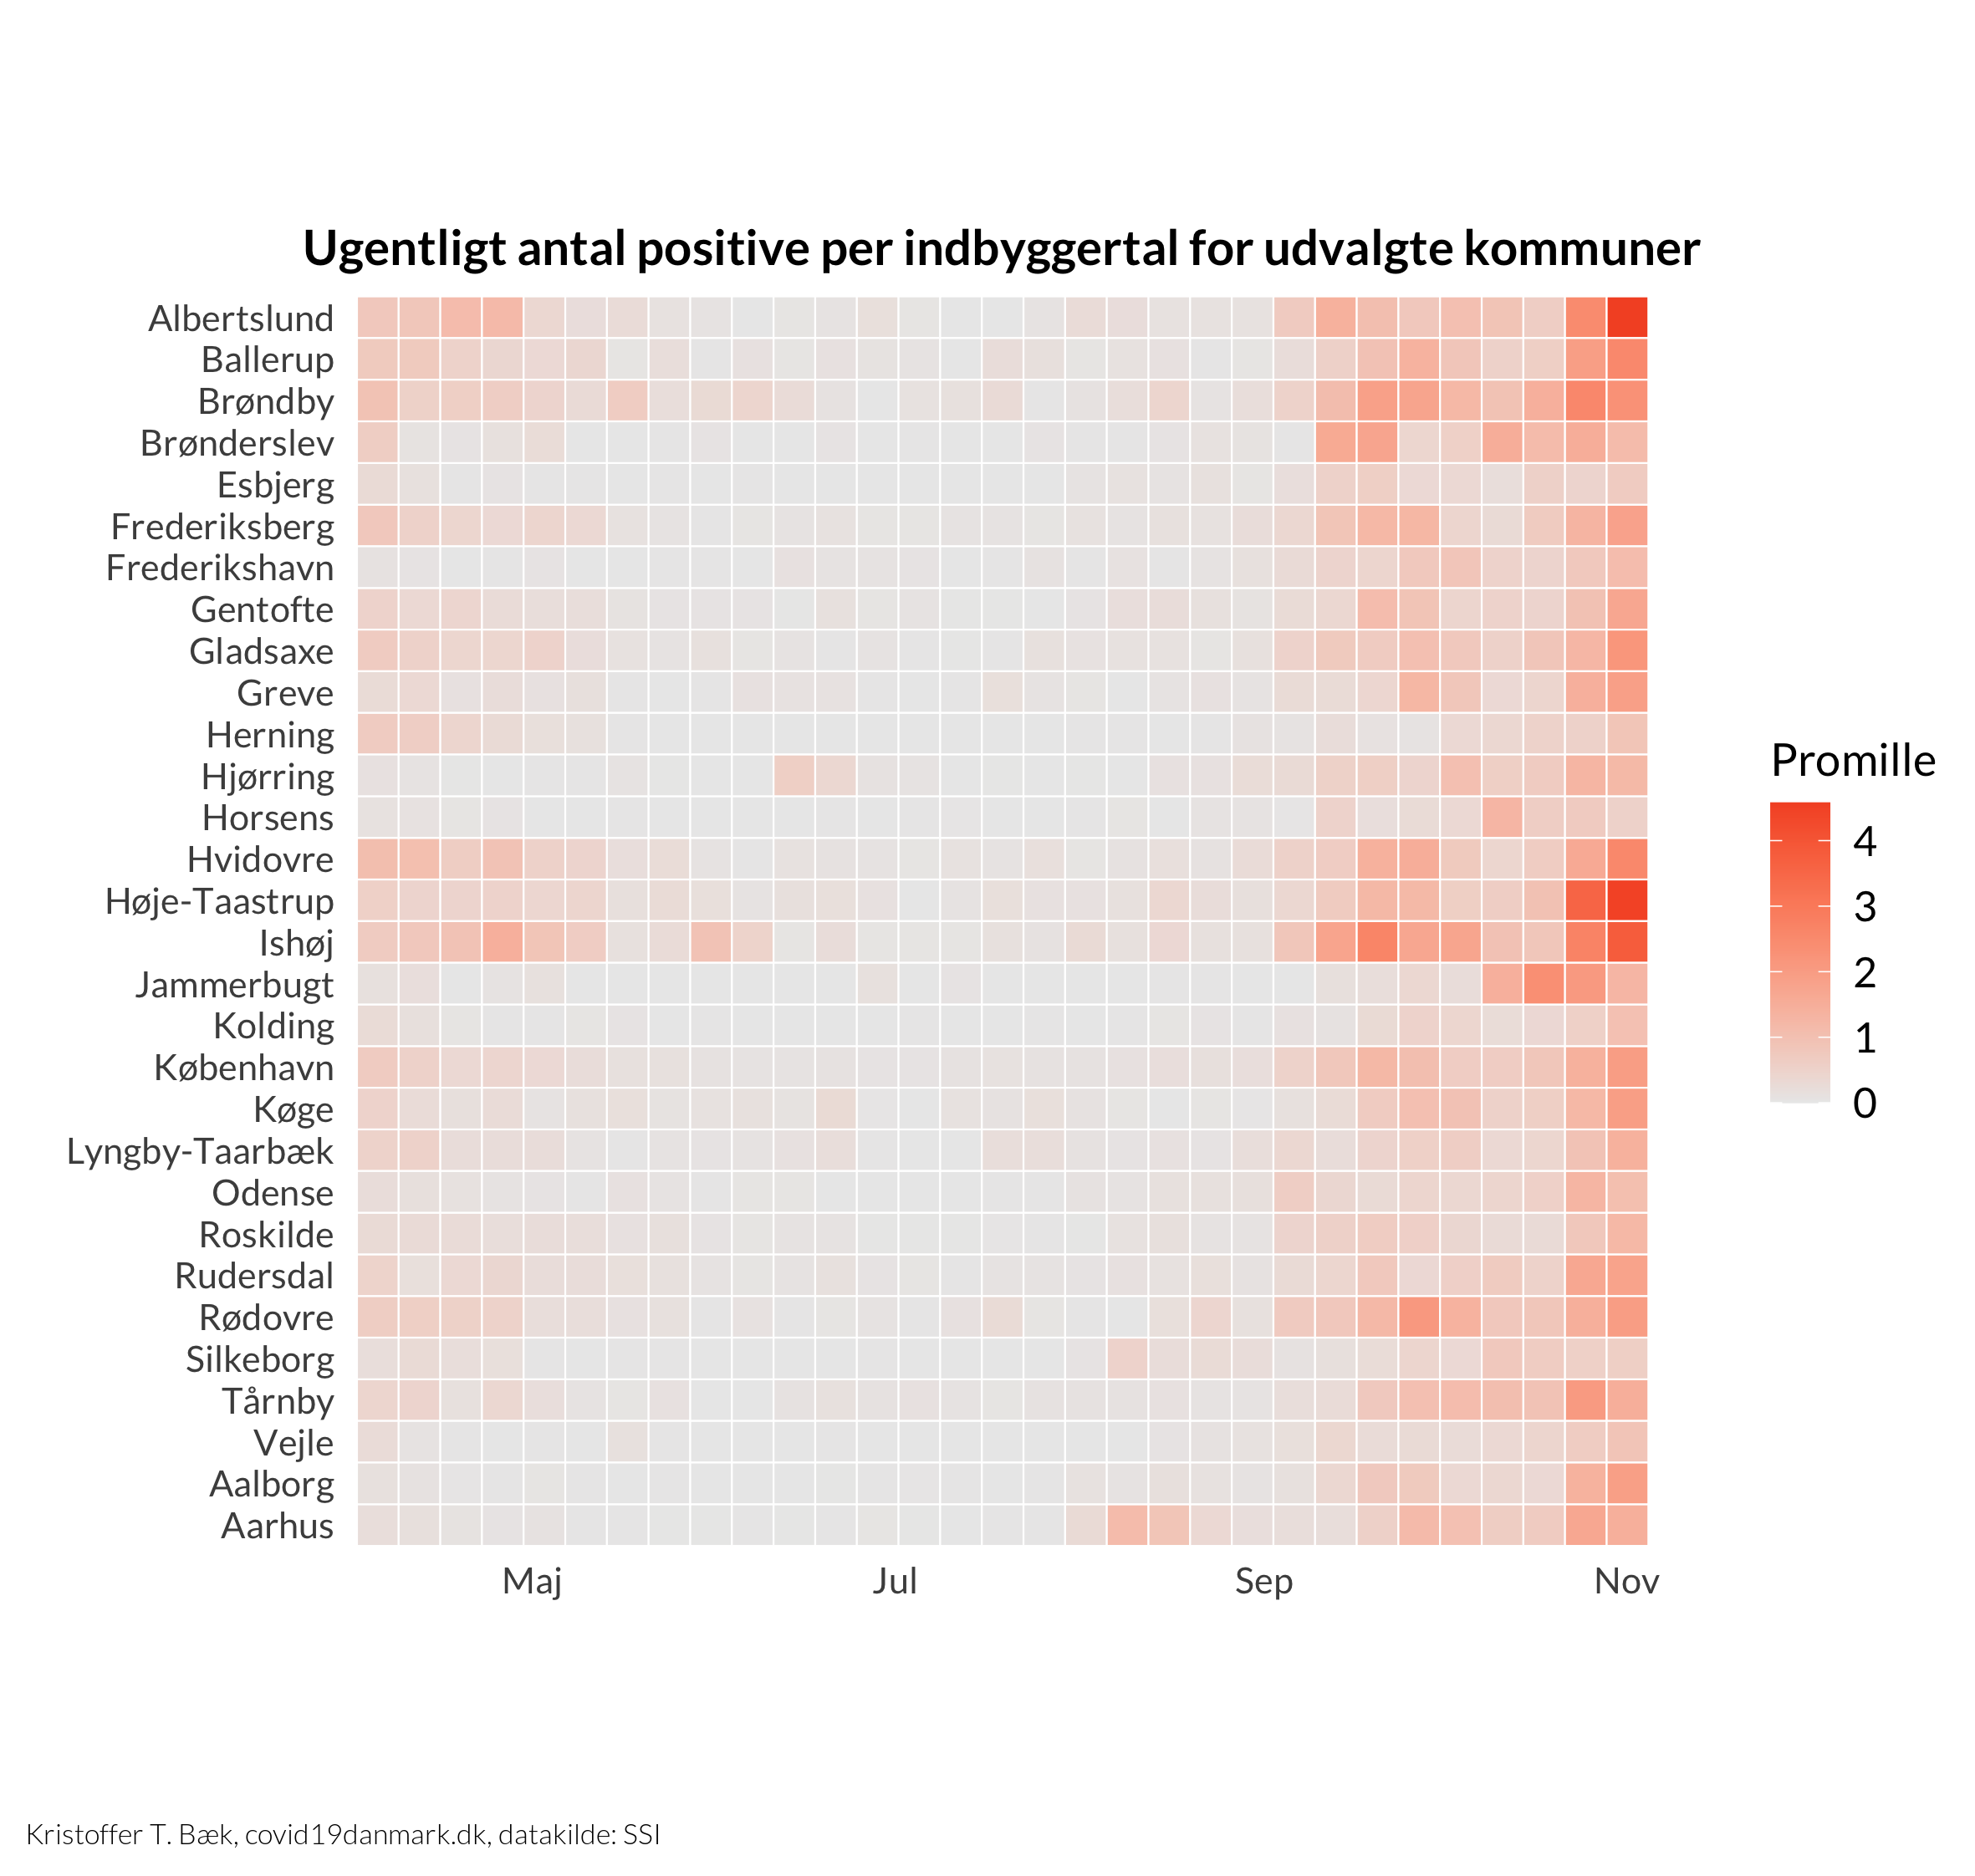 Ugentligt antal positive per indbyggertal for udvalgte kommuner
Albertslund
Ballerup
Brøndby
Brønderslev
Esbjerg
Frederiksberg
Frederikshavn
Gentofte
Gladsaxe
Greve
Herning
Hjørring
Horsens
Hvidovre
Høje-Taastrup
Ishøj
Jammerbugt
Kolding
København
Køge
Lyngby-Taarbæk
Odense
Roskilde
Rudersdal
Rødovre
Silkeborg
Tårnby
Vejle
Aalborg
Aarhus
Maj Jul Sep Nov
Promille
4
3
2
1
0
Kristoffer T. Bæk, covid19danmark.dk, datakilde: SSI